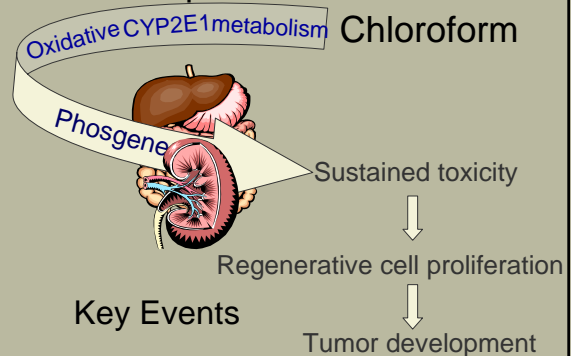 Oxidative CYP2E1 metabolism
Chloroform
Phosgene
Sustained toxicity
Regenerative cell proliferation
Key Events
Tumor development